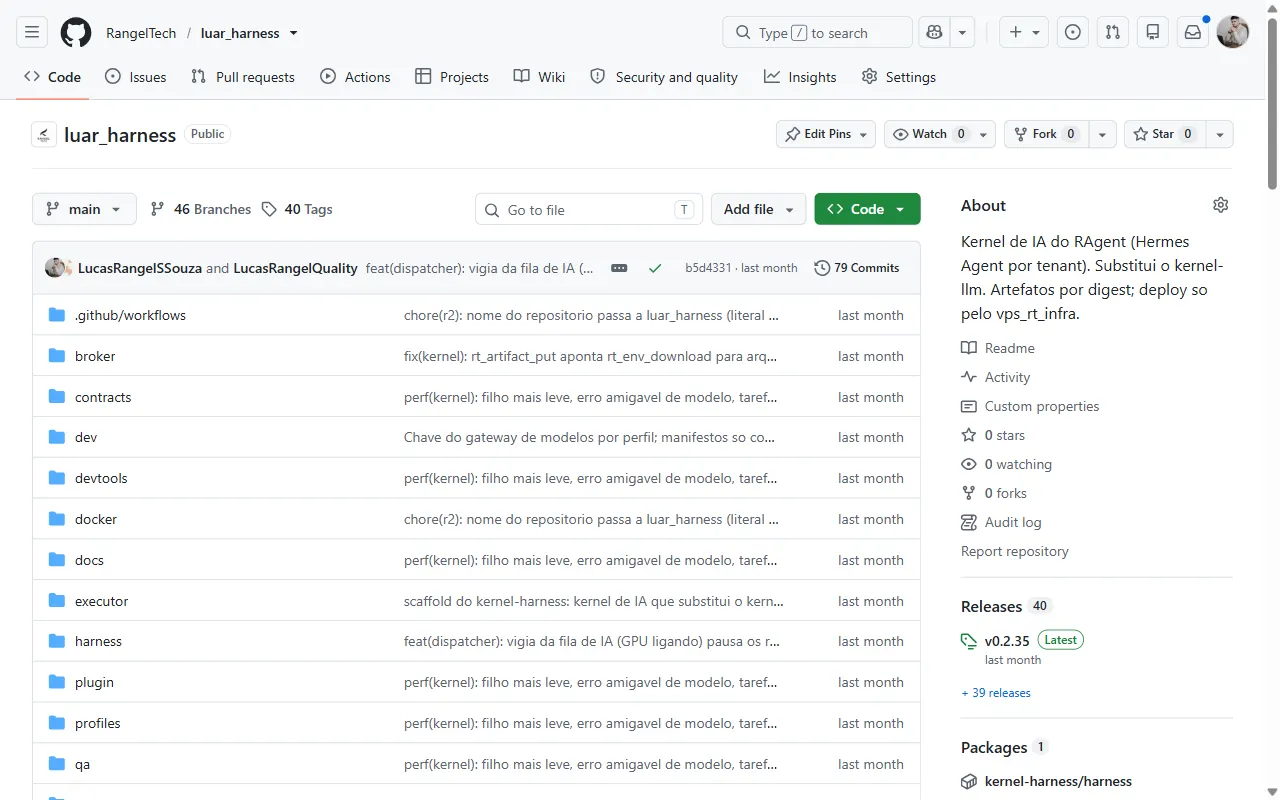 RangelTech / luar_harness
Type / to search
Code
Issues
Pull requests
Actions
Projects
Wiki
Security and quality
Insights
Settings
luar_harness Public
Edit Pins
Watch 0
Fork 0
Star 0
main
46 Branches
40 Tags
Go to file T
Add file
Code
LucasRangelSSouza and LucasRangelQuality feat(dispatcher): vigia da fila de IA (... b5d4331 · last month 79 Commits
.github/workflows chore(r2): nome do repositorio passa a luar_harness (literal ... last month
broker fix(kernel): rt_artifact_put aponta rt_env_download para arq... last month
contracts perf(kernel): filho mais leve, erro amigavel de modelo, taref... last month
dev Chave do gateway de modelos por perfil; manifestos so co... last month
devtools perf(kernel): filho mais leve, erro amigavel de modelo, taref... last month
docker chore(r2): nome do repositorio passa a luar_harness (literal ... last month
docs perf(kernel): filho mais leve, erro amigavel de modelo, taref... last month
executor scaffold do kernel-harness: kernel de IA que substitui o kern... last month
harness feat(dispatcher): vigia da fila de IA (GPU ligando) pausa os r... last month
plugin perf(kernel): filho mais leve, erro amigavel de modelo, taref... last month
profiles perf(kernel): filho mais leve, erro amigavel de modelo, taref... last month
qa perf(kernel): filho mais leve, erro amigavel de modelo, taref... last month
About
Kernel de IA do RAgent (Hermes
Agent por tenant). Substitui o kernel-
llm. Artefatos por digest; deploy so
pelo vps_rt_infra.
Readme
Activity
Custom properties
0 stars
0 watching
0 forks
Audit log
Report repository
Releases 40
v0.2.35 Latest
last month
+ 39 releases
Packages 1
kernel-harness/harness